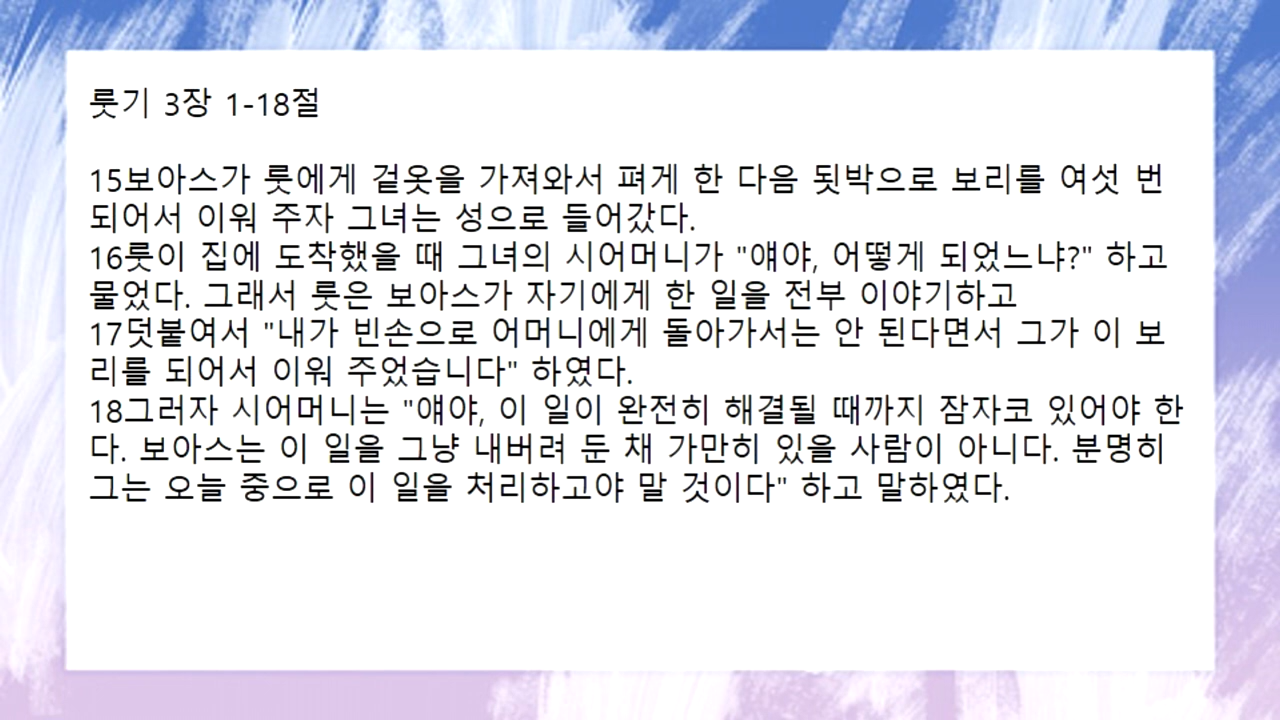 룻기 3장 1-18절
15보아스가 룻에게 겉옷을 가져와서 펴게 한 다음 됫박으로 보리를 여섯 번
되어서 이워 주자 그녀는 성으로 들어갔다.
16룻이 집에 도착했을 때 그녀의 시어머니가 "얘야, 어떻게 되었느냐?" 하고
물었다. 그래서 룻은 보아스가 자기에게 한 일을 전부 이야기하고
17덧붙여서 "내가 빈손으로 어머니에게 돌아가서는 안 된다면서 그가 이 보
리를 되어서 이워 주었습니다" 하였다.
18그러자 시어머니는 "얘야, 이 일이 완전히 해결될 때까지 잠자코 있어야 한
다. 보아스는 이 일을 그냥 내버려 둔 채 가만히 있을 사람이 아니다. 분명히
그는 오늘 중으로 이 일을 처리하고야 말 것이다" 하고 말하였다.